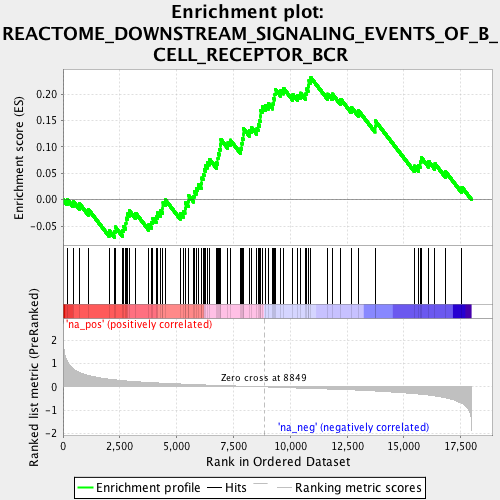 Enrichment plot:
REACTOME_DOWNSTREAM_SIGNALING_EVENTS_OF_B_
CELL_RECEPTOR_BCR
Enrichment score (ES)
0.20
0.15
0.10
0.05
0.00
-0.05
Ranked list metric (PreRanked)
'na_pos' (positively correlated)
2
1
0
-1
-2
Zero cross at 8849
'na_neg' (negatively correlated)
0
2,500
5,000
7,500
10,000
12,500
15,000
17,500
Rank in Ordered Dataset
Enrichment profile
Hits
Ranking metric scores